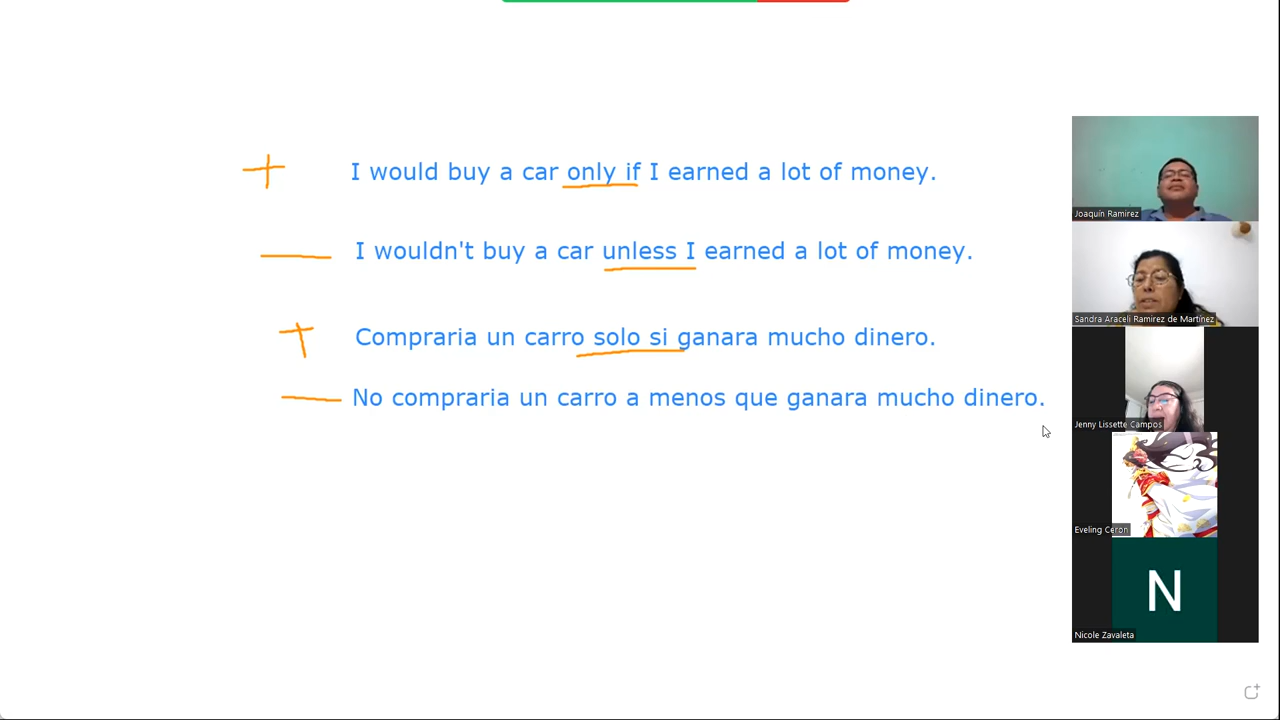 I would buy a car only if I earned a lot of money.
I wouldn't buy a car unless I earned a lot of money.
Compraria un carro solo si ganara mucho dinero.
No compraria un carro a menos que ganara mucho dinero.
Joaquín Ramirez
Sandra Araceli Ramirez de Martinez
Jenny Lissette Campos
Eveling Ceron
N
Nicole Zavaleta